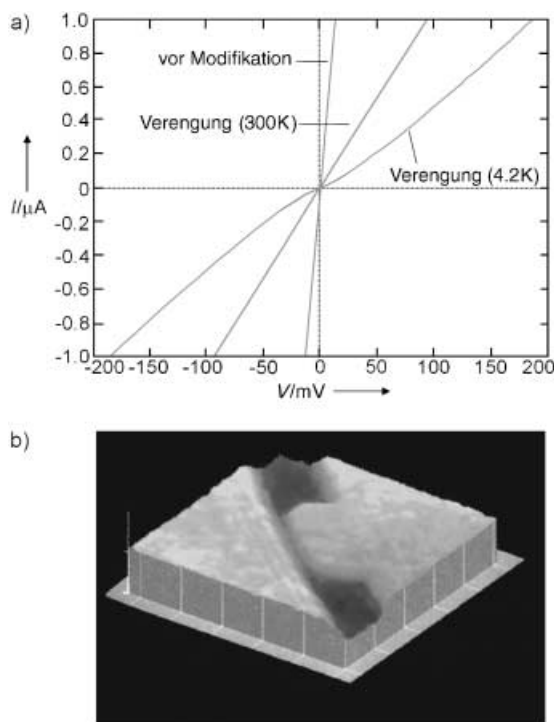 a)
1.0
0.8
0.6
0.4
0.2
0
-0.2
-0.4
-0.6
-0.8
-1.0
I/µA
vor Modifikation
Verengung (300K)
Verengung (4.2K)
-200 -150 -100 -50 0 50 100 150 200
V/mV
b)